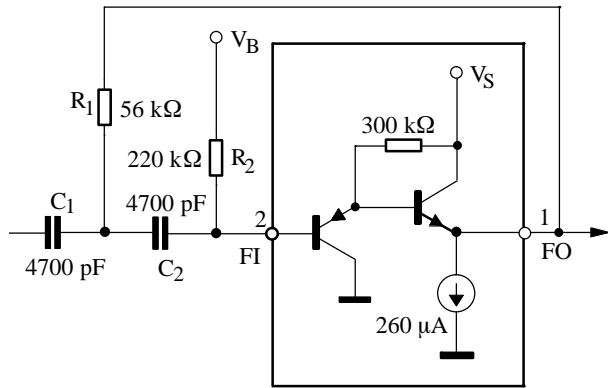 V_B
V_S
R_1
56 kΩ
300 kΩ
220 kΩ
R_2
C_1
4700 pF
2
1
4700 pF
C_2
FI
FO
260 μA